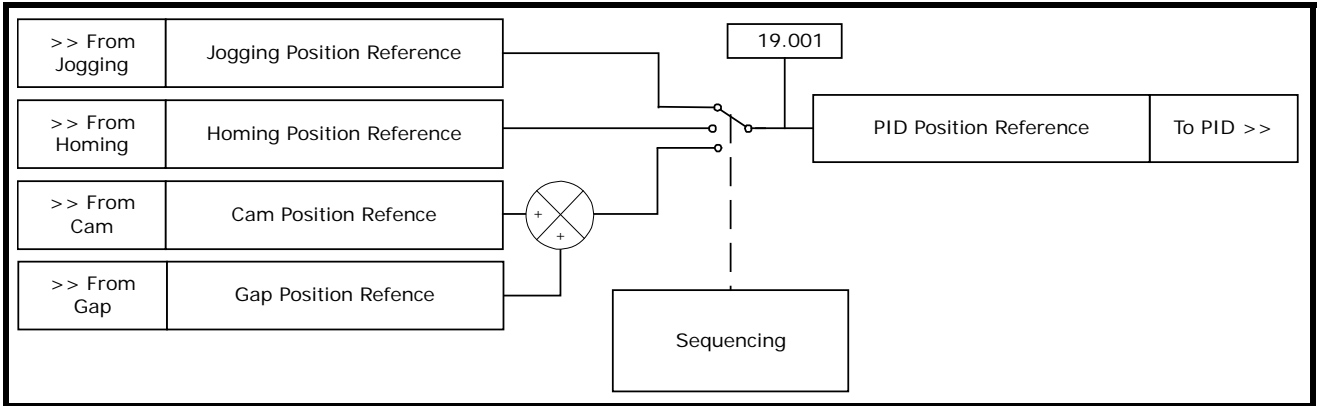 >> From
Jogging
Jogging Position Reference
19.001
>> From
Homing
Homing Position Reference
PID Position Reference
To PID >>
>> From
Cam
Cam Position Refence
+
+
>> From
Gap
Gap Position Refence
Sequencing